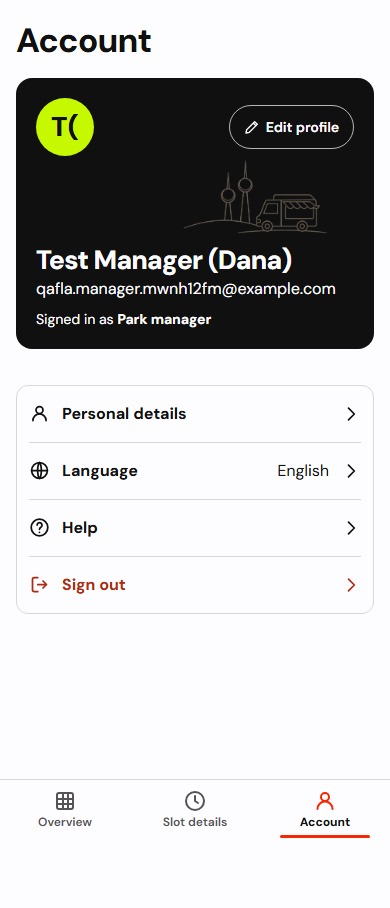 Account
T(
Edit profile
Test Manager (Dana)
qafla.manager.mwnh12fm@example.com
Signed in as Park manager
Personal details
Language English
Help
Sign out
Overview Slot details Account